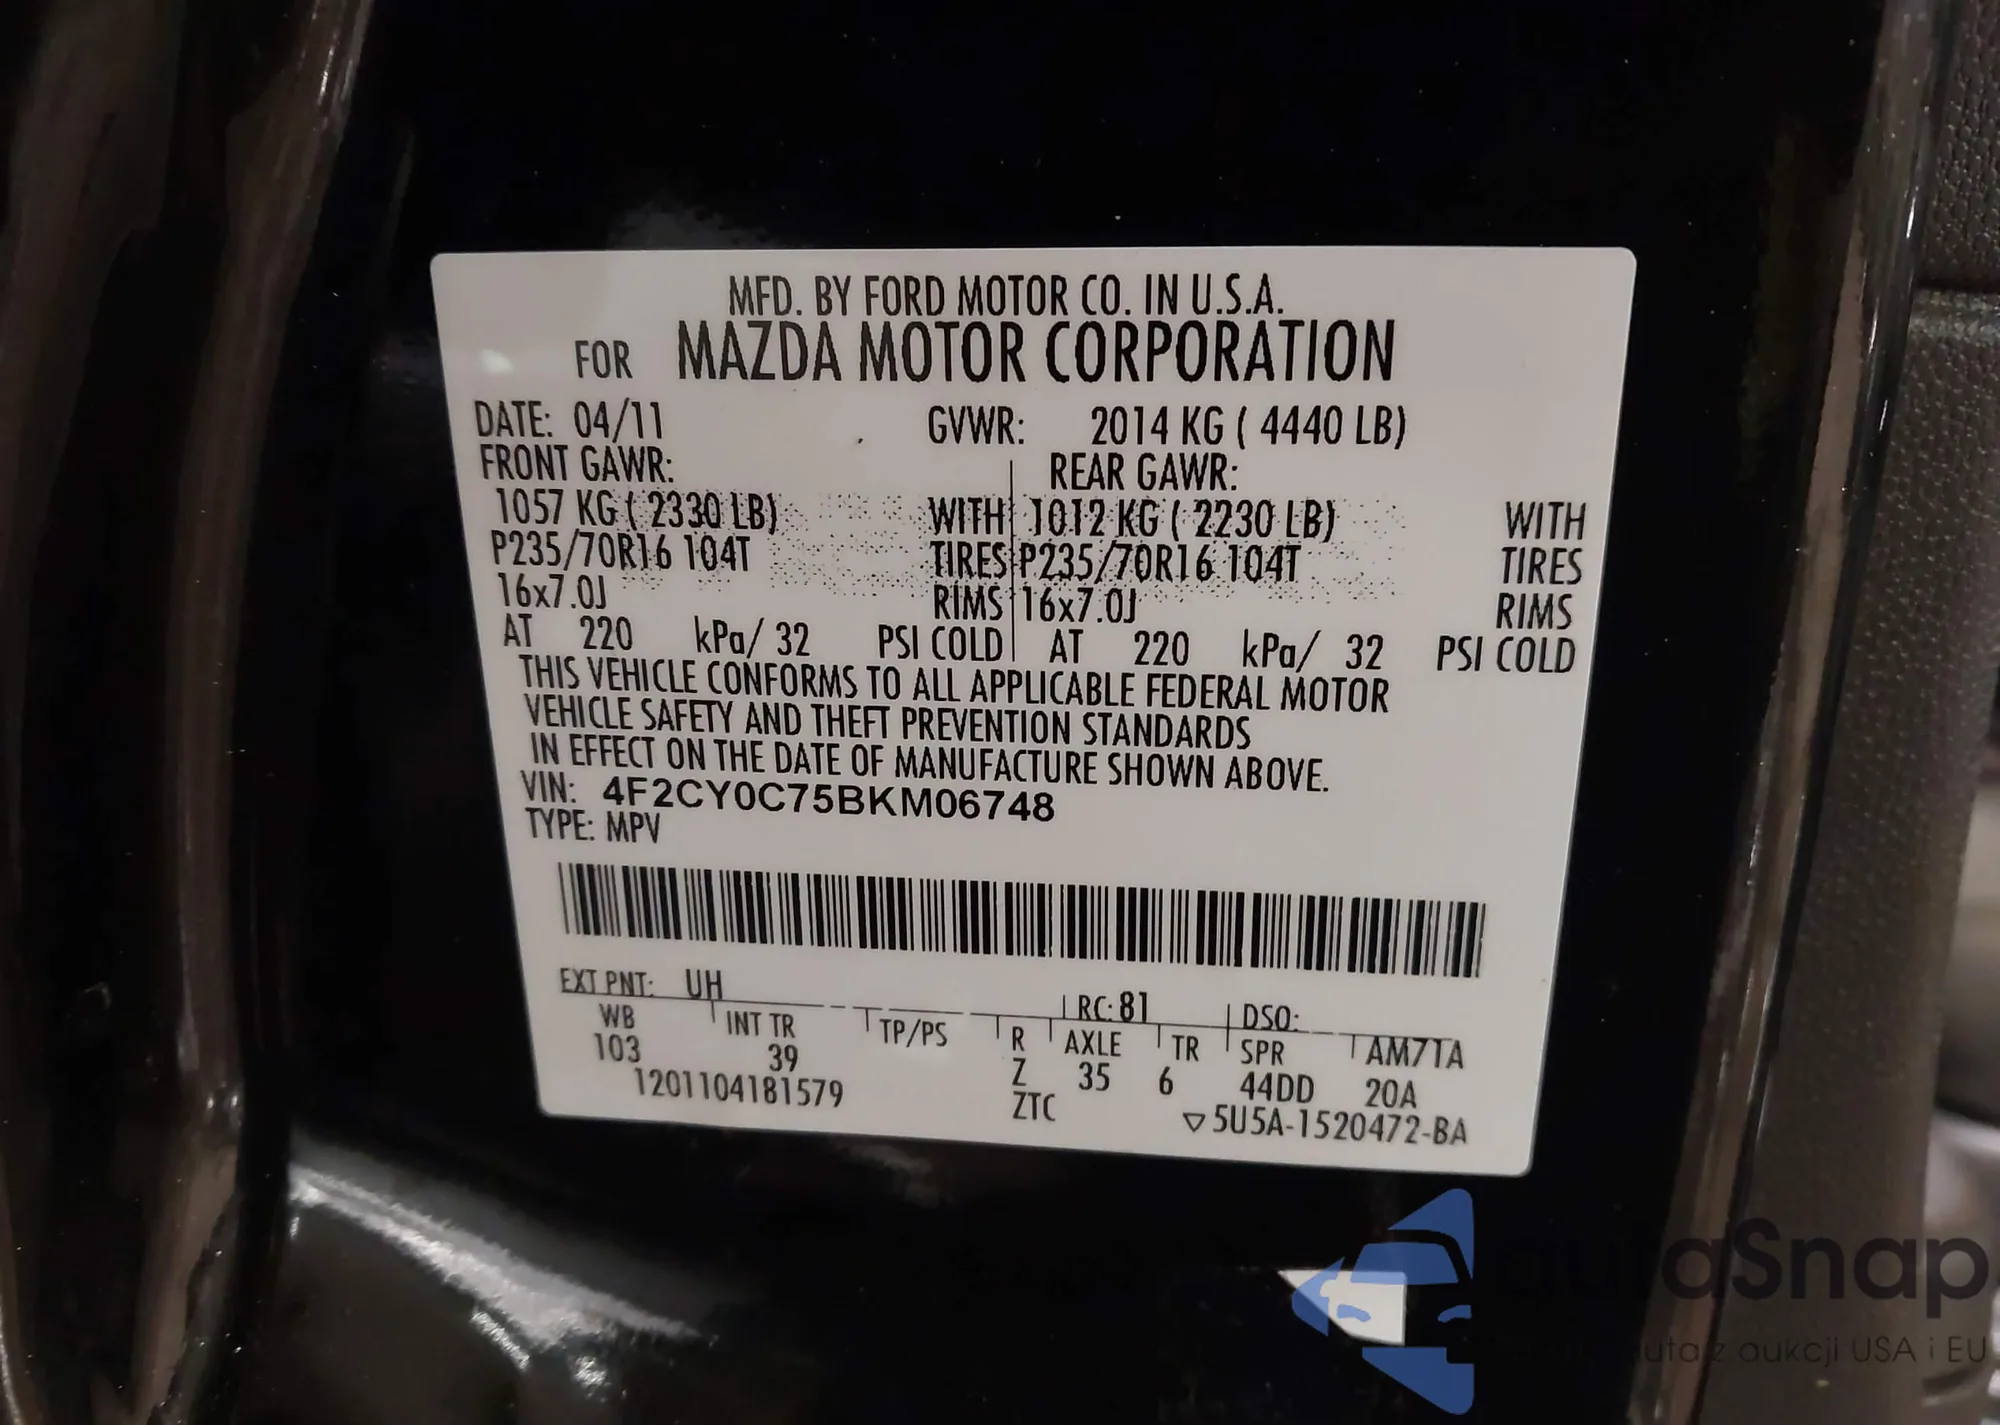 MFD. BY FORD MOTOR CO. IN U.S.A.
FOR MAZDA MOTOR CORPORATION
DATE: 04/11 GVWR: 2014 KG ( 4440 LB)
FRONT GAWR: REAR GAWR:
1057 KG ( 2330 LB) WITH 1012 KG ( 2230 LB) WITH
P235/70R16 104T TIRES P235/70R16 104T TIRES
16x7.0J RIMS 16x7.0J RIMS
AT 220 kPa/ 32 PSI COLD AT 220 kPa/ 32 PSI COLD
THIS VEHICLE CONFORMS TO ALL APPLICABLE FEDERAL MOTOR
VEHICLE SAFETY AND THEFT PREVENTION STANDARDS
IN EFFECT ON THE DATE OF MANUFACTURE SHOWN ABOVE.
VIN: 4F2CY0C75BKM06748
TYPE: MPV
EXT PNT: UH RC: 81 DSO:
WB INT TR TP/PS R AXLE TR SPR AM7TA
103 39 Z 35 6 44DD 20A
1201104181579 ZTC ▽5U5A-1520472-BA
autaSnap
auta z aukcji USA i EU